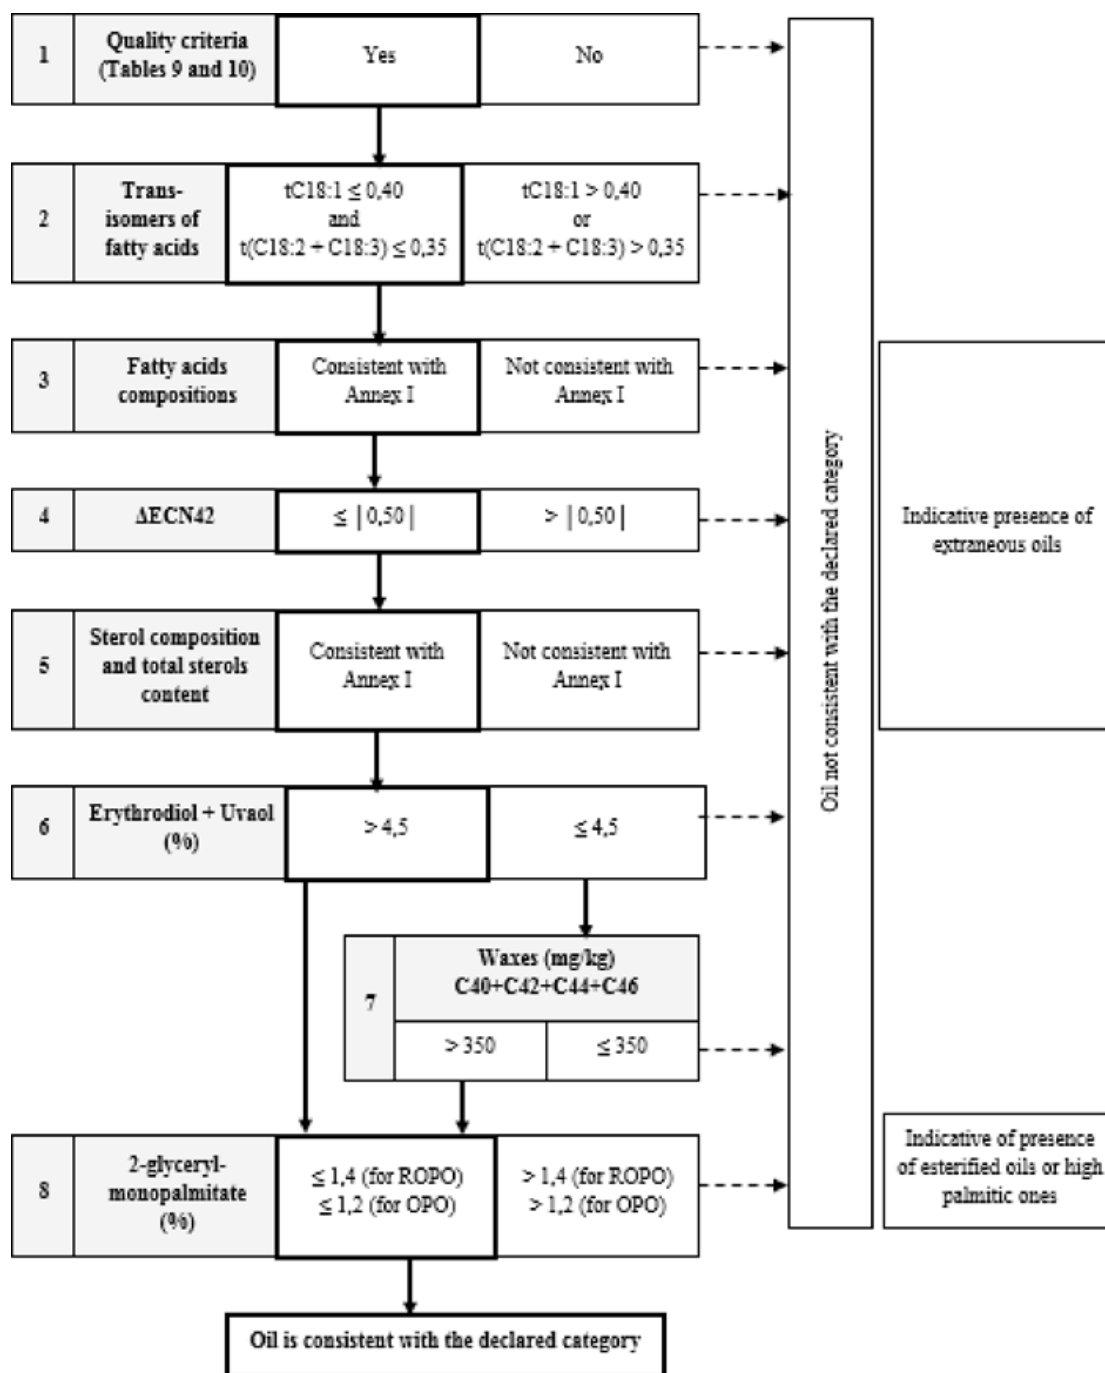 1
Quality criteria
(Tables 9 and 10)
Yes
No
2
Trans-
isomers of
fatty acids
tC18:1 ≤ 0,40
and
t(C18:2 + C18:3) ≤ 0,35
tC18:1 > 0,40
or
t(C18:2 + C18:3) > 0,35
3
Fatty acids
compositions
Consistent with
Annex I
Not consistent with
Annex I
4
ΔECN42
≤ | 0,50 |
> | 0,50 |
5
Sterol composition
and total sterols
content
Consistent with
Annex I
Not consistent with
Annex I
6
Erythrodiol + Uvaol
(%)
> 4,5
≤ 4,5
7
Waxes (mg/kg)
C40+C42+C44+C46
> 350
≤ 350
8
2-glyceryl-
monopalmitate
(%)
≤ 1,4 (for ROPO)
≤ 1,2 (for OPO)
> 1,4 (for ROPO)
> 1,2 (for OPO)
Oil is consistent with the declared category
Oil not consistent with the declared category
Indicative presence of
extraneous oils
Indicative of presence
of esterified oils or high
palmitic ones